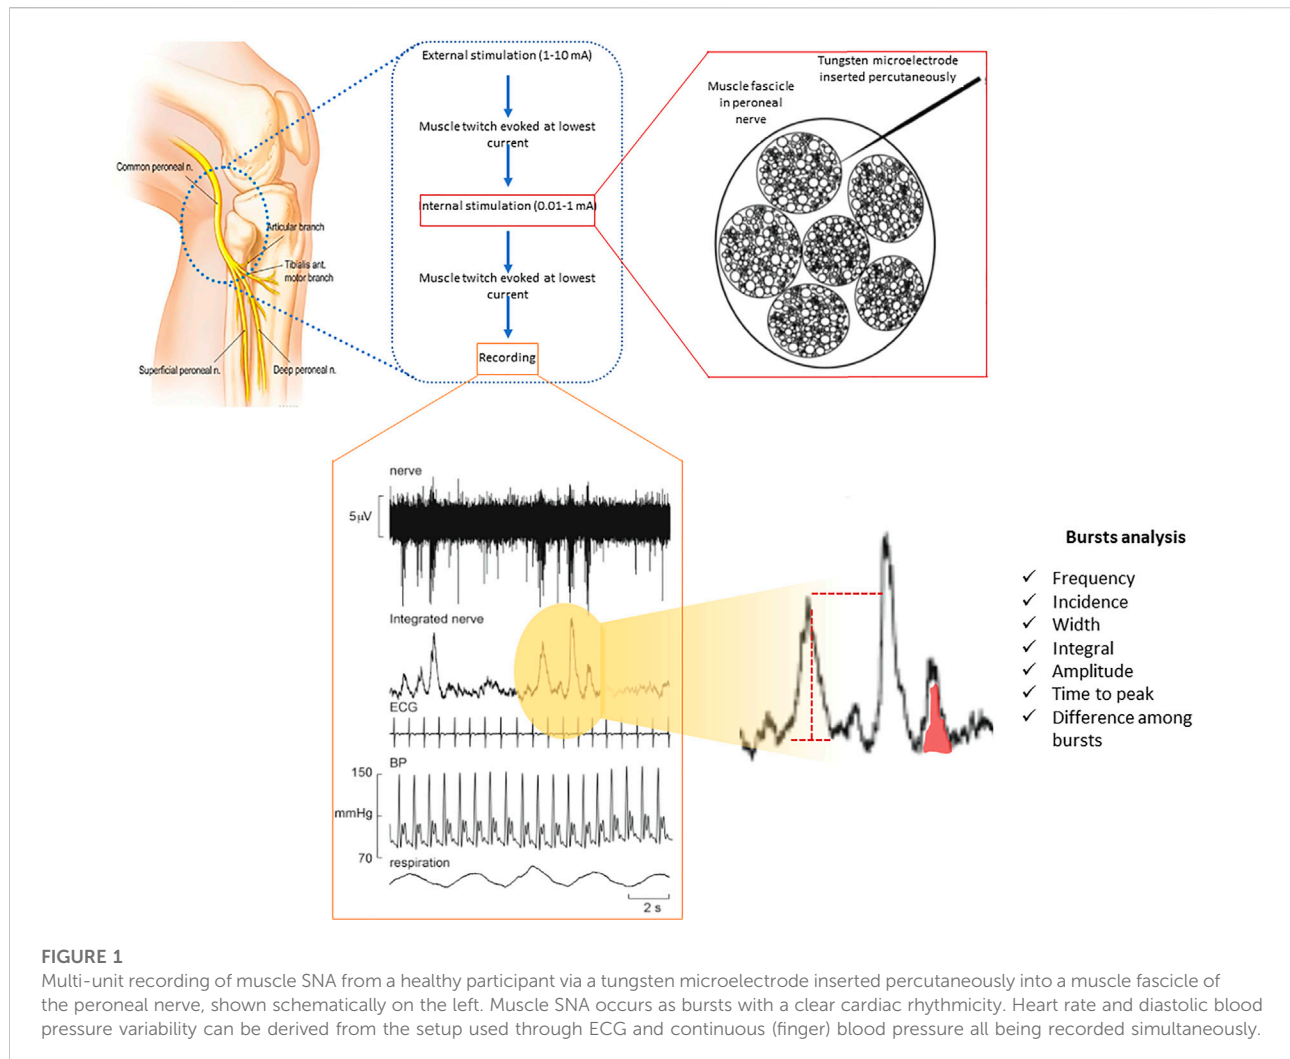 External stimulation (1-10 mA)
Muscle twitch evoked at lowest
current
Internal stimulation (0.01-1 mA)
Muscle twitch evoked at lowest
current
Recording
Common peroneal n.
Articular branch
Tibialis ant.
motor branch
Superficial peroneal n.
Deep peroneal n.
Tungsten microelectrode
inserted percutaneously
Muscle fascicle
in peroneal
nerve
nerve
5µV
Integrated nerve
ECG
BP
150
mmHg
70
respiration
2 s
Bursts analysis
✓ Frequency
✓ Incidence
✓ Width
✓ Integral
✓ Amplitude
✓ Time to peak
✓ Difference among
bursts
FIGURE 1
Multi-unit recording of muscle SNA from a healthy participant via a tungsten microelectrode inserted percutaneously into a muscle fascicle of
the peroneal nerve, shown schematically on the left. Muscle SNA occurs as bursts with a clear cardiac rhythmicity. Heart rate and diastolic blood
pressure variability can be derived from the setup used through ECG and continuous (finger) blood pressure all being recorded simultaneously.